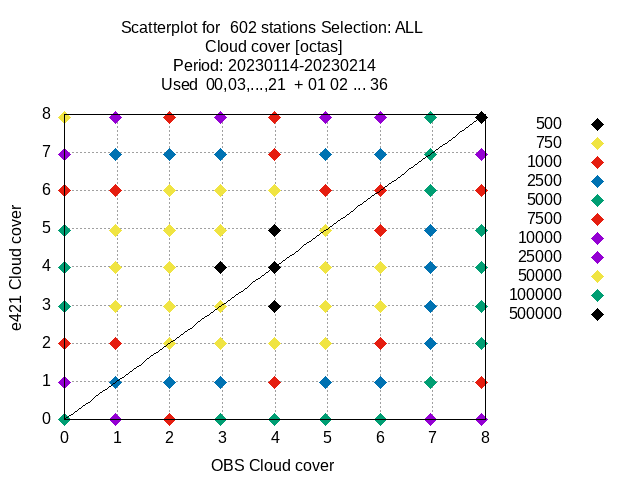 Scatterplot for  602 stations Selection: ALL
Cloud cover [octas]
Period: 20230114-20230214
Used  00,03,...,21  + 01 02 ... 36
8
7
6
5
4
3
2
1
0
e421 Cloud cover
0 1 2 3 4 5 6 7 8
OBS Cloud cover
500
750
1000
2500
5000
7500
10000
25000
50000
100000
500000